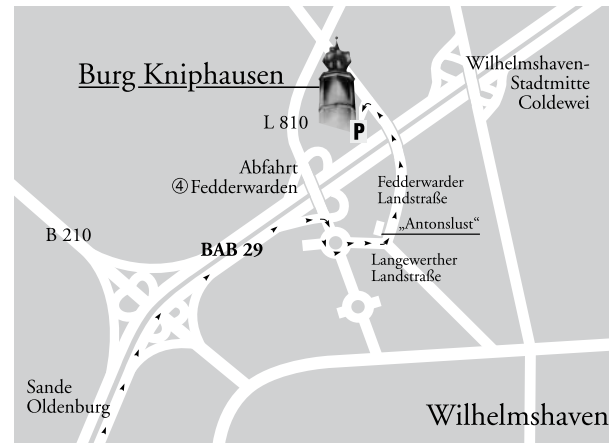 Burg Kniphausen
Wilhelmshaven-
Stadtmitte
Coldewei
L 810
P
Abfahrt
④ Fedderwarden
Fedderwarder
Landstraße
„Antonslust“
B 210
BAB 29
Langewerther
Landstraße
Sande
Oldenburg
Wilhelmshaven